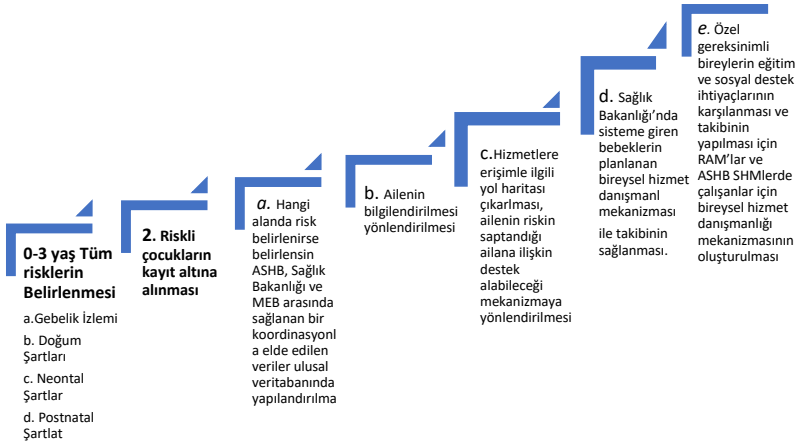 0-3 yaş Tüm
risklerin
Belirlenmesi
a.Gebelik İzlemi
b. Doğum
Şartları
c. Neontal
Şartlar
d. Postnatal
Şartlat
2. Riskli
çocukların
kayıt altına
alınması
a. Hangi
alanda risk
belirlenirse
belirlensin
ASHB, Sağlık
Bakanlığı ve
MEB arasında
sağlanan bir
koordinasyonl
a elde edilen
veriler ulusal
veritabanında
yapılandırılma
b. Ailenin
bilgilendirilmesi
yönlendirilmesi
c.Hizmetlere
erişimle ilgili
yol haritası
çıkarılması,
ailenin riskin
saptandığı
ailana ilişkin
destek
alabileceği
mekanizmaya
yönlendirilmesi
d. Sağlık
Bakanlığı’nda
sisteme giren
bebeklerin
planlanan
bireysel hizmet
danışmanl
mekanizması
ile takibinin
sağlanması.
e. Özel
gereksinimli
bireylerin eğitim
ve sosyal destek
ihtiyaçlarının
karşılanması ve
takibinin
yapılması için
RAM’lar ve
ASHB SHMlerde
çalışanlar için
bireysel hizmet
danışmanlığı
mekanizmasının
oluşturulması